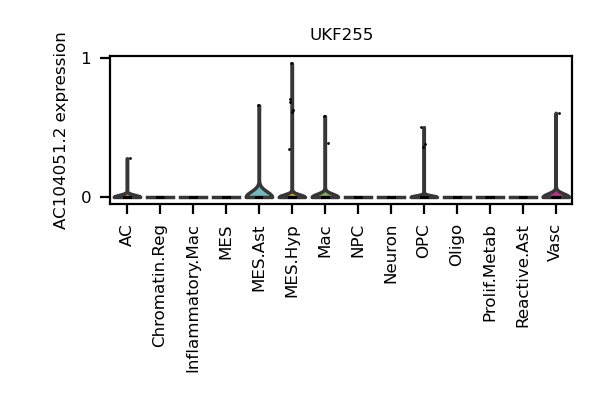 UKF255
AC104051.2 expression
1
0
AC
Chromatin.Reg
Inflammatory.Mac
MES
MES.Ast
MES.Hyp
Mac
NPC
Neuron
OPC
Oligo
Prolif.Metab
Reactive.Ast
Vasc